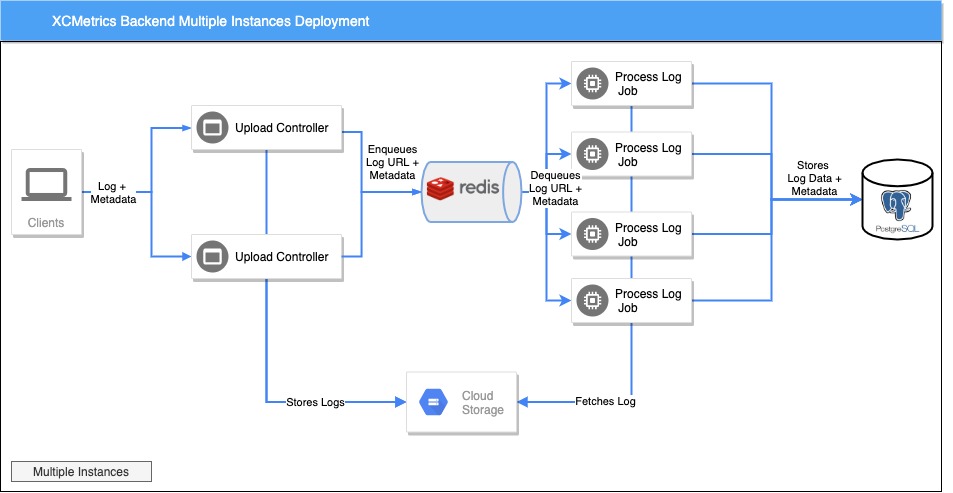 XCMetrics Backend Multiple Instances Deployment
Clients
Log +
Metadata
Upload Controller
Upload Controller
Enqueues
Log URL +
Metadata
redis
Dequeues
Log URL +
Metadata
Process Log
Job
Process Log
Job
Process Log
Job
Process Log
Job
Stores
Log Data +
Metadata
PostgreSQL
Stores Logs
Cloud
Storage
Fetches Log
Multiple Instances